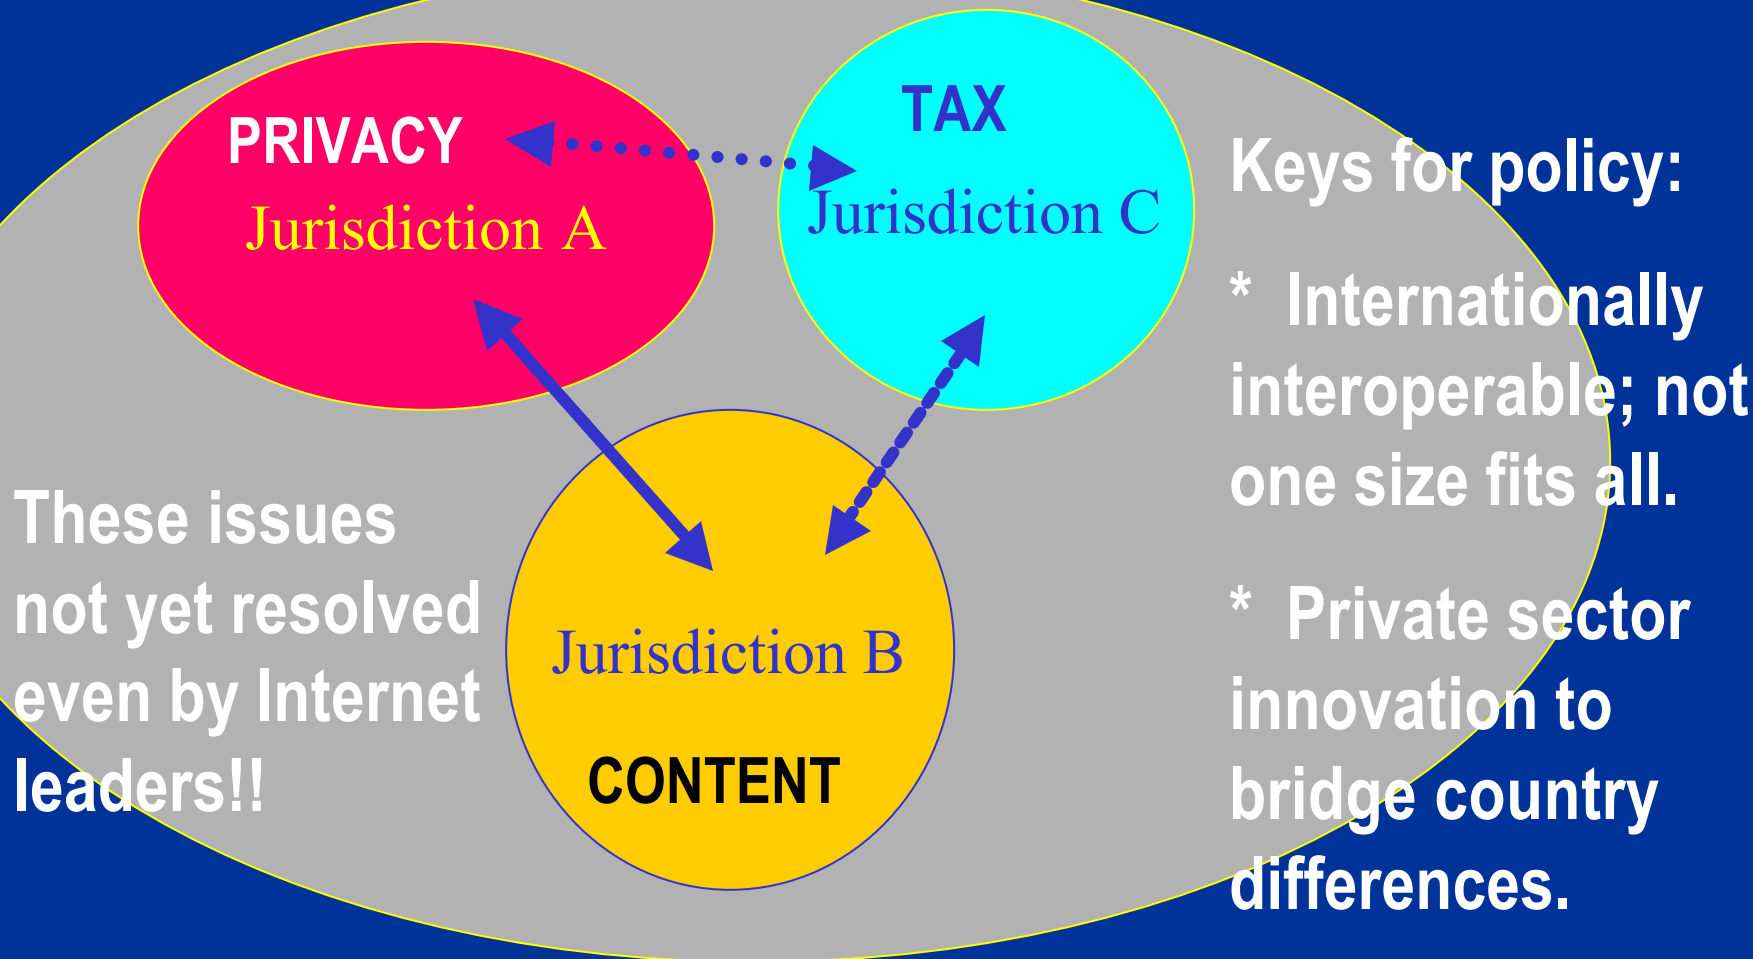 PRIVACY
Jurisdiction A
TAX
Jurisdiction C
Jurisdiction B
CONTENT
These issues
not yet resolved
even by Internet
leaders!!
Keys for policy:
* Internationally
interoperable; not
one size fits all.
* Private sector
innovation to
bridge country
differences.